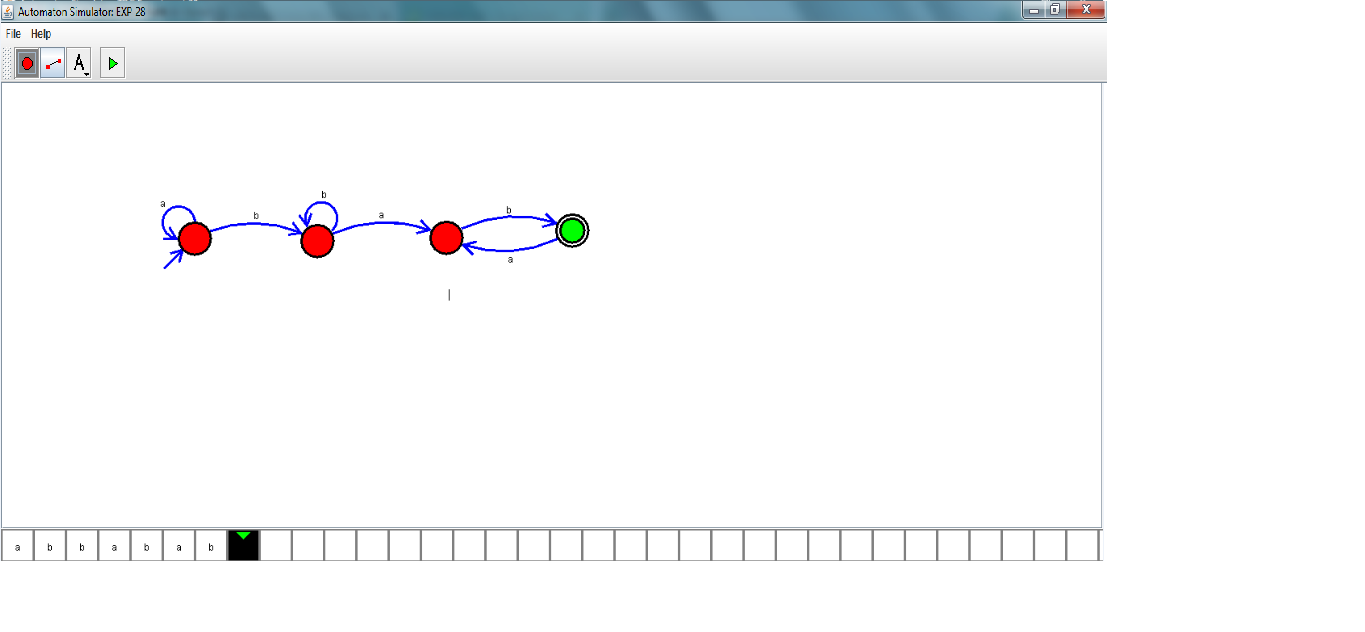 Automaton Simulator: EXP 28
File Help
A
b
a b a b
a
a b b a b a b